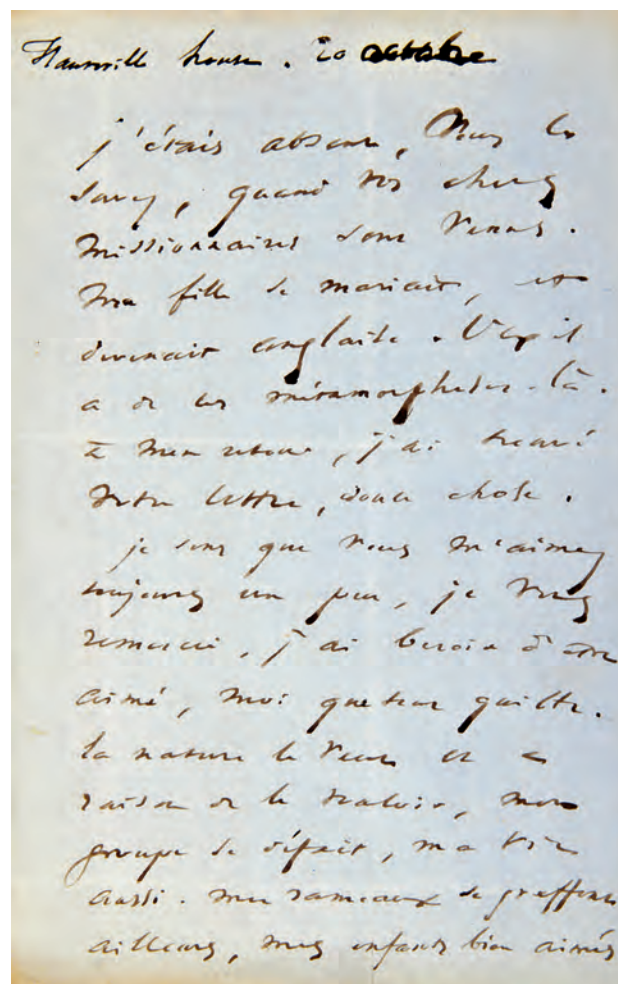 Hauteville house. 20 octobre
j'étais absent, vous le
savez, quand vos chers
missionnaires sont venus.
ma fille se mariait, et
devenait anglaise. l'exil
a de ces métamorphoses-là.
à mon retour, j'ai trouvé
votre lettre, douce chose.
je sens que vous m'aimez
toujours un peu, je vous
remercie, j'ai besoin d'être
aimé, moi que tout quitte.
la nature le veut et a
raison de le vouloir, mon
groupe se défait, ma vie
aussi. mes rameaux se greffent
ailleurs, mes enfants bien aimés